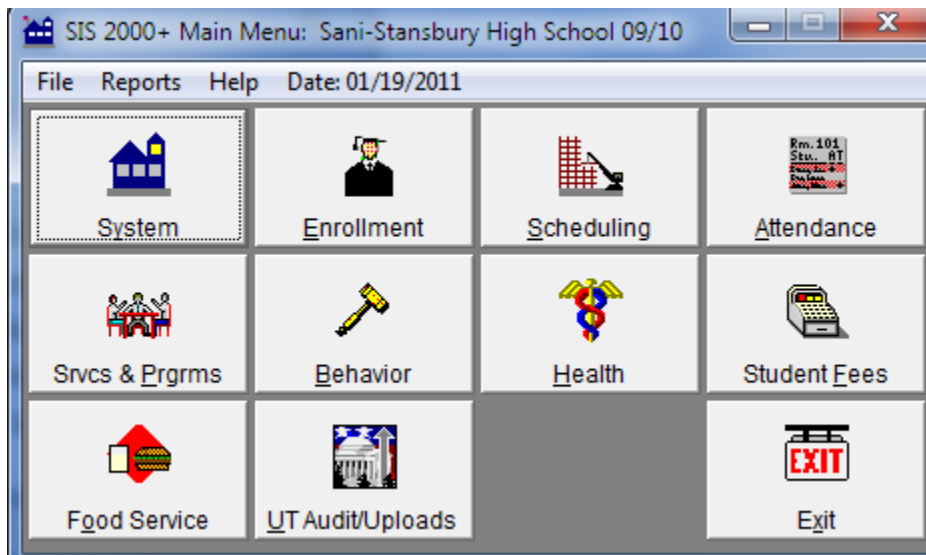 SIS 2000+ Main Menu: Sani-Stansbury High School 09/10
File Reports Help Date: 01/19/2011
Rm.101
Stu. AT
System Enrollment Scheduling Attendance
Srvcs & Prgrms Behavior Health Student Fees
EXIT
Food Service UT Audit/Uploads Exit